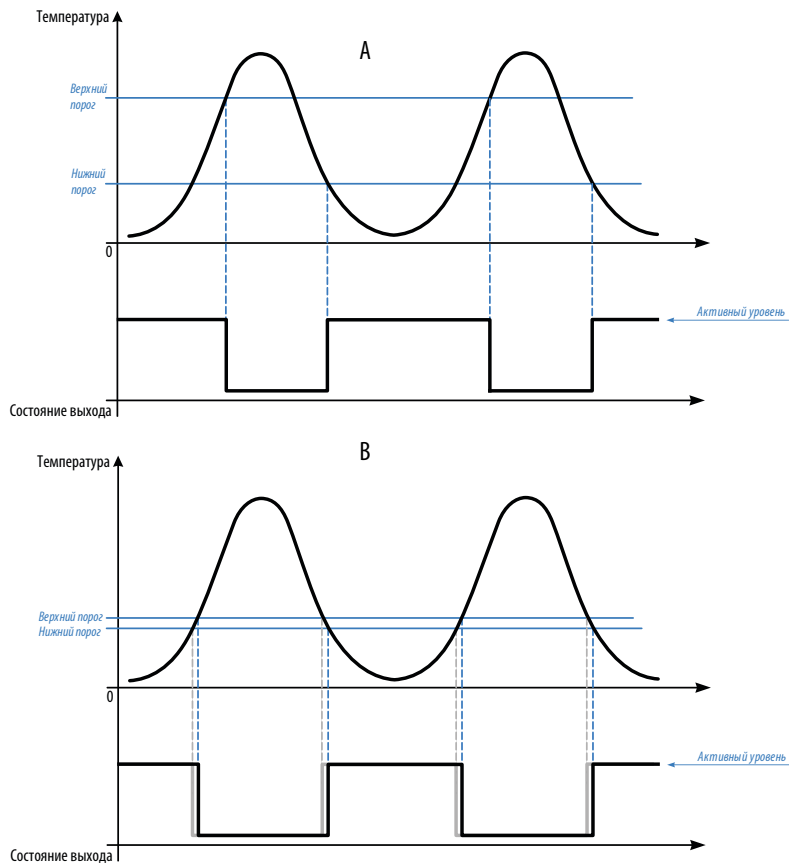 Температура
A
Верхний
порог
Нижний
порог
0
Активный уровень
Состояние выхода
B
Температура
Верхний порог
Нижний порог
0
Активный уровень
Состояние выхода